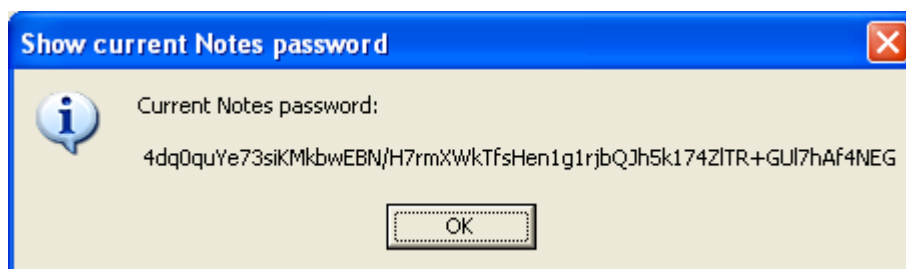 Show current Notes password
Current Notes password:
4dq0quYe73siKMkbwEBN/H7rmXWkTfsHen1g1rjbQJh5k174ZlTR+GUl7hAf4NEG
OK